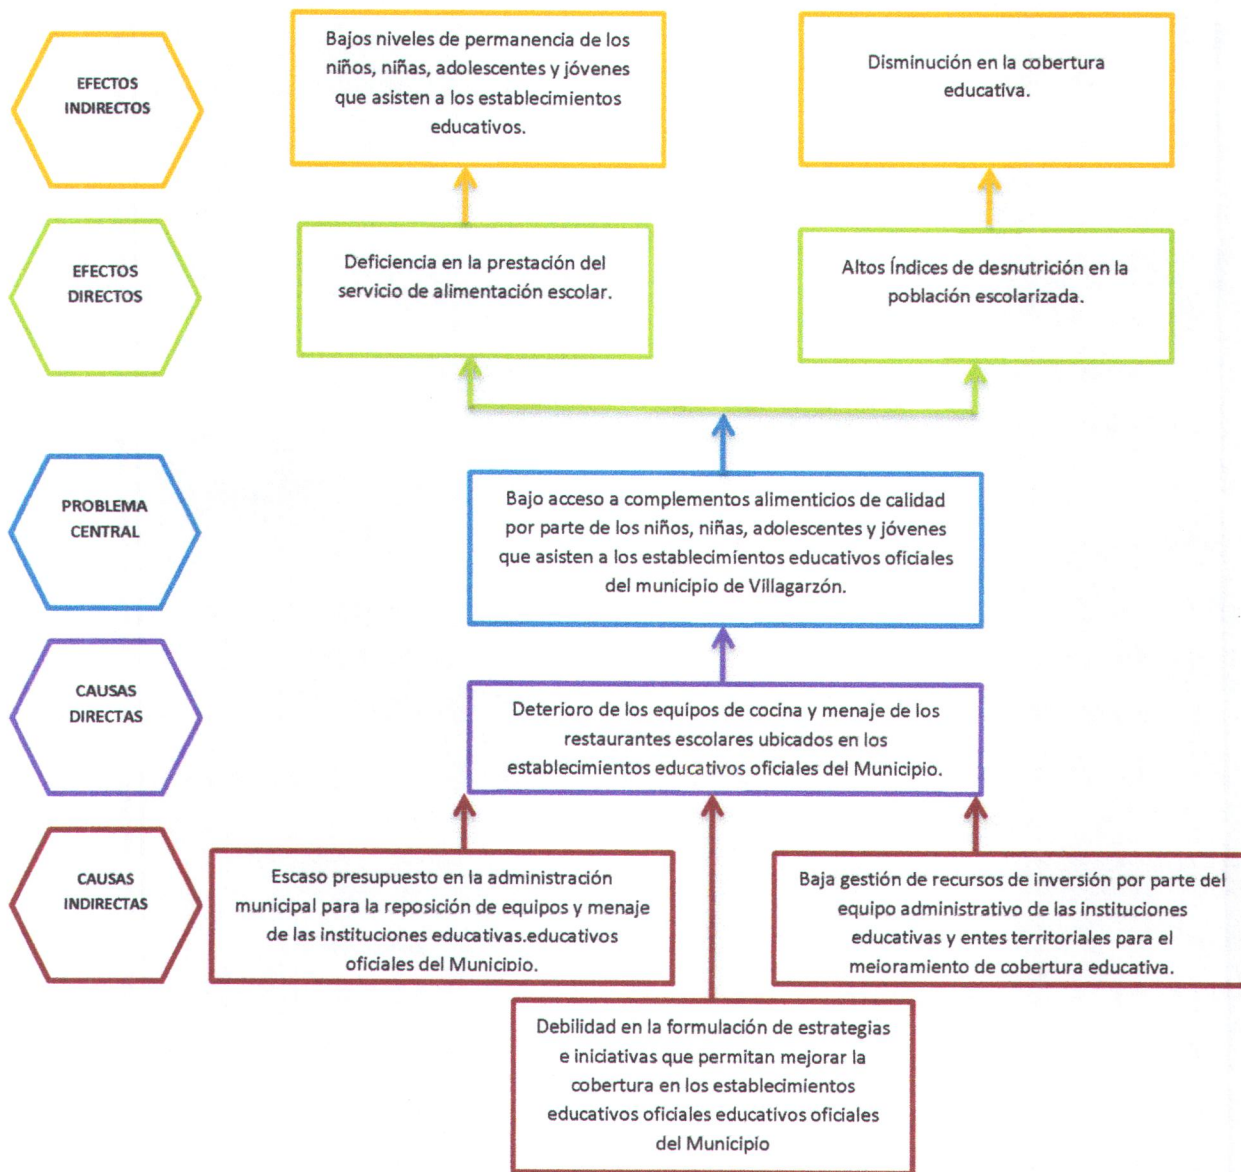 EFECTOS
INDIRECTOS
Bajos niveles de permanencia de los
niños, niñas, adolescentes y jóvenes
que asisten a los establecimientos
educativos.
Disminución en la cobertura
educativa.
EFECTOS
DIRECTOS
Deficiencia en la prestación del
servicio de alimentación escolar.
Altos Índices de desnutrición en la
población escolarizada.
PROBLEMA
CENTRAL
Bajo acceso a complementos alimenticios de calidad
por parte de los niños, niñas, adolescentes y jóvenes
que asisten a los establecimientos educativos oficiales
del municipio de Villagarzón.
CAUSAS
DIRECTAS
Deterioro de los equipos de cocina y menaje de los
restaurantes escolares ubicados en los
establecimientos educativos oficiales del Municipio.
CAUSAS
INDIRECTAS
Escaso presupuesto en la administración
municipal para la reposición de equipos y menaje
de las instituciones educativas.educativos
oficiales del Municipio.
Baja gestión de recursos de inversión por parte del
equipo administrativo de las instituciones
educativas y entes territoriales para el
mejoramiento de cobertura educativa.
Debilidad en la formulación de estrategias
e iniciativas que permitan mejorar la
cobertura en los establecimientos
educativos oficiales educativos oficiales
del Municipio